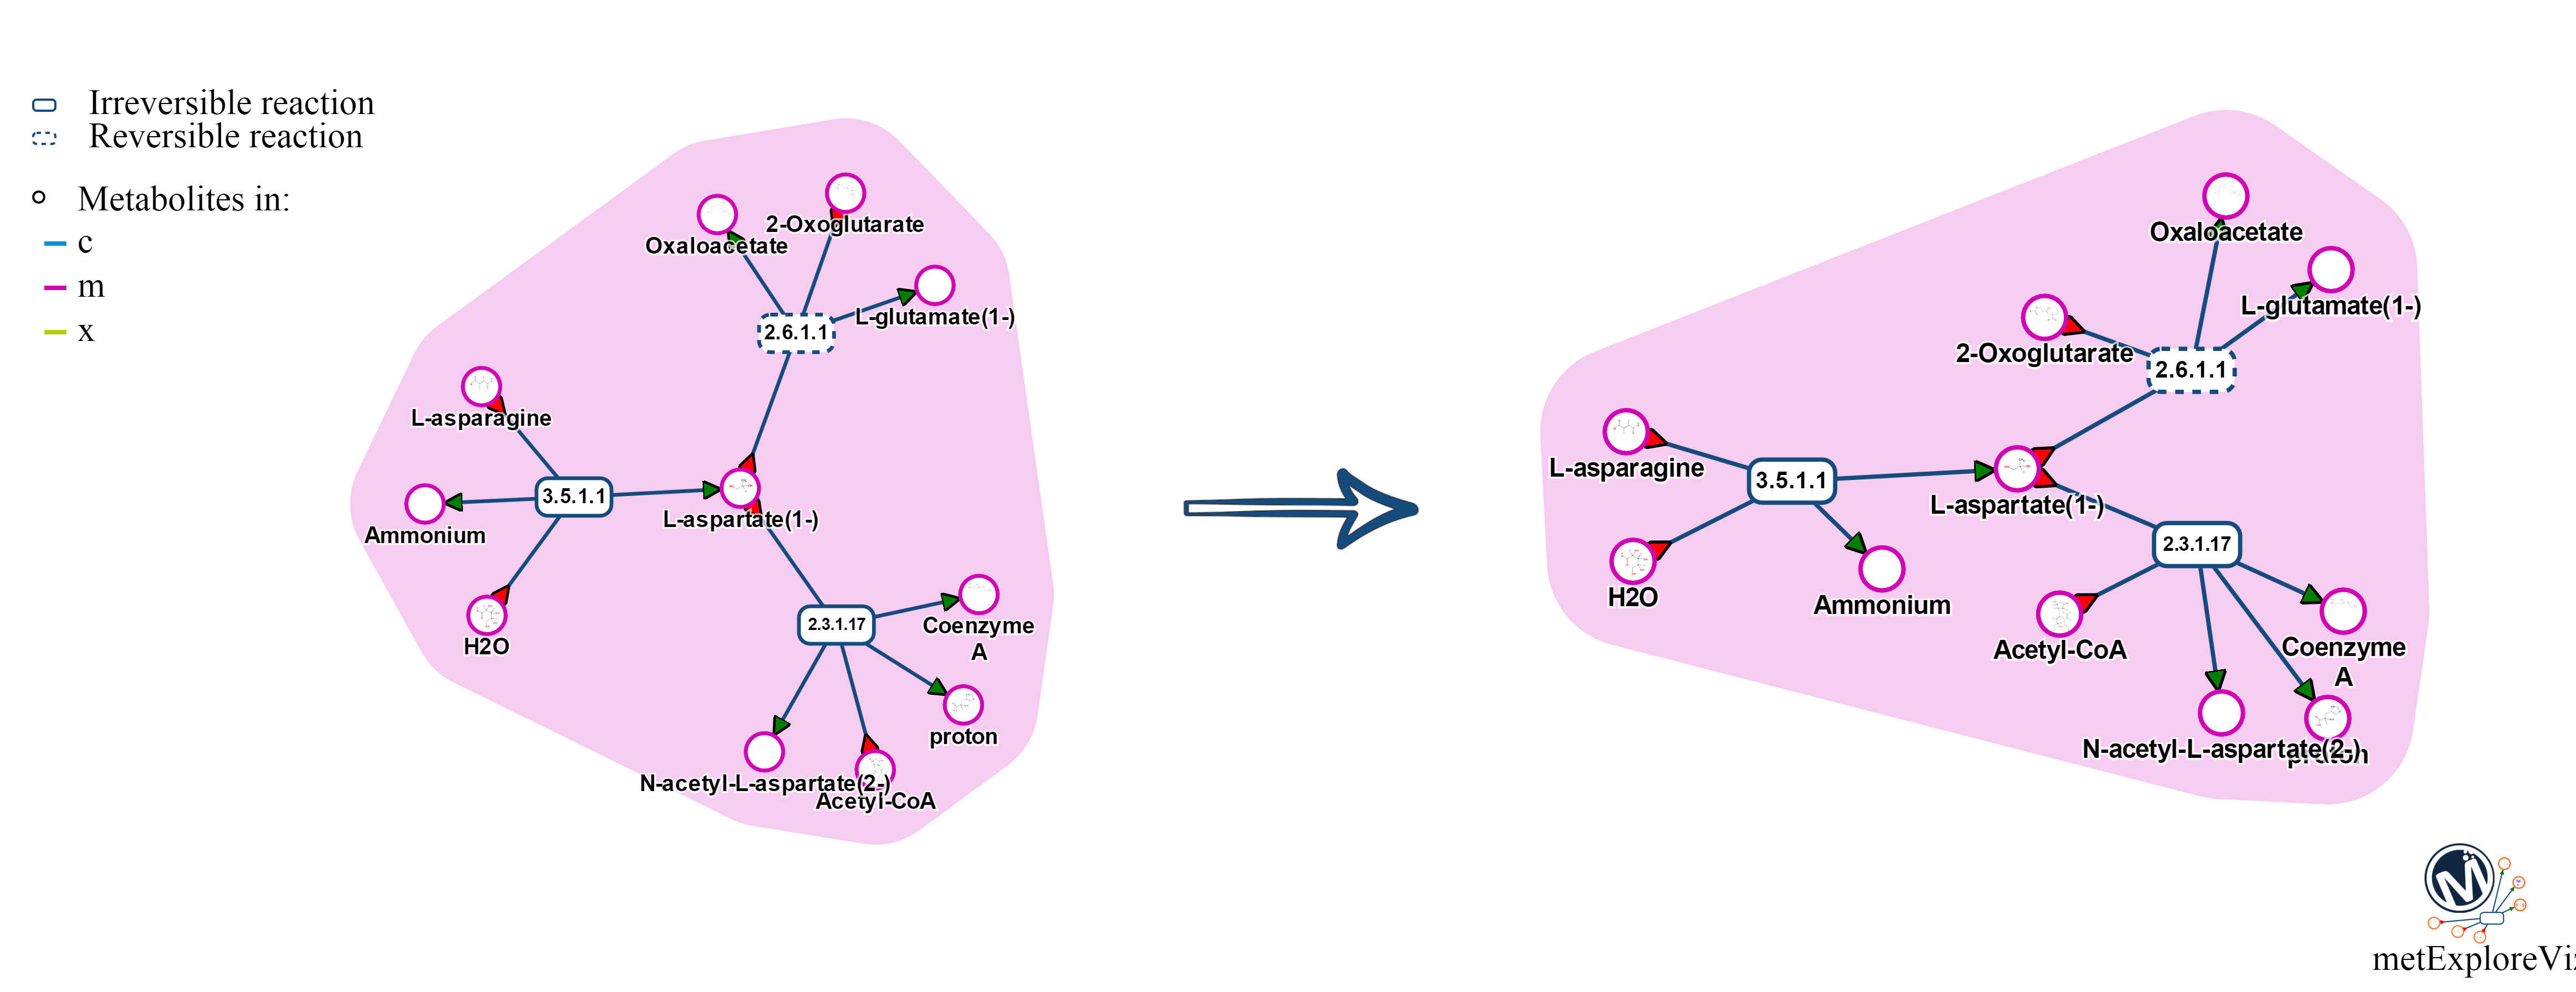 Irreversible reaction
Reversible reaction
Metabolites in:
c
m
x
2-Oxoglutarate
Oxaloacetate
L-glutamate(1-)
2.6.1.1
L-asparagine
3.5.1.1
L-aspartate(1-)
Ammonium
H2O
2.3.1.17
Coenzyme
A
proton
N-acetyl-L-aspartate(2-)
Acetyl-CoA
Oxaloacetate
L-glutamate(1-)
2-Oxoglutarate
2.6.1.1
L-asparagine
3.5.1.1
L-aspartate(1-)
2.3.1.17
H2O
Ammonium
Acetyl-CoA
Coenzyme
A
N-acetyl-L-aspartate(2-)
proton
M
metExploreViz